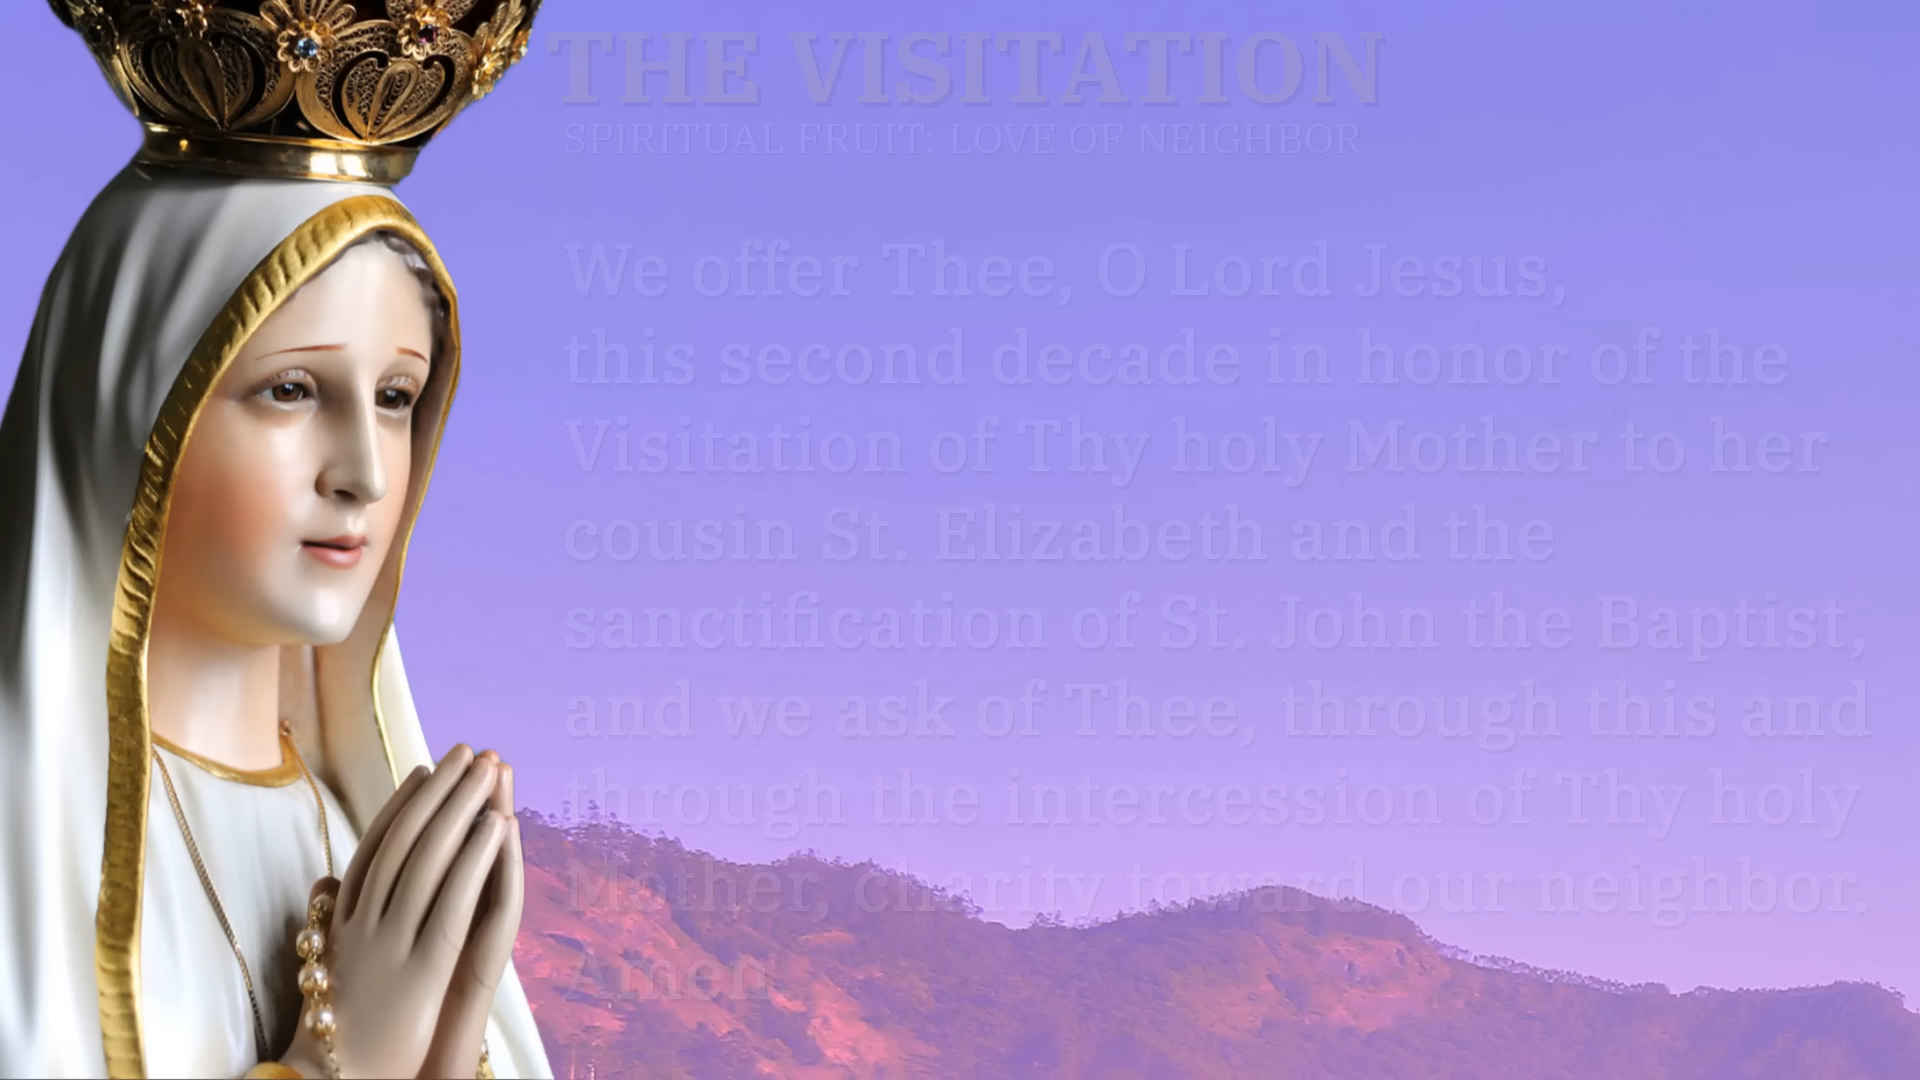 THE VISITATION
SPIRITUAL FRUIT: LOVE OF NEIGHBOR
We offer Thee, O Lord Jesus,
this second decade in honor of the
Visitation of Thy holy Mother to her
cousin St. Elizabeth and the
sanctification of St. John the Baptist,
and we ask of Thee, through this and
through the intercession of Thy holy
Mother, charity toward our neighbor.
Amen.